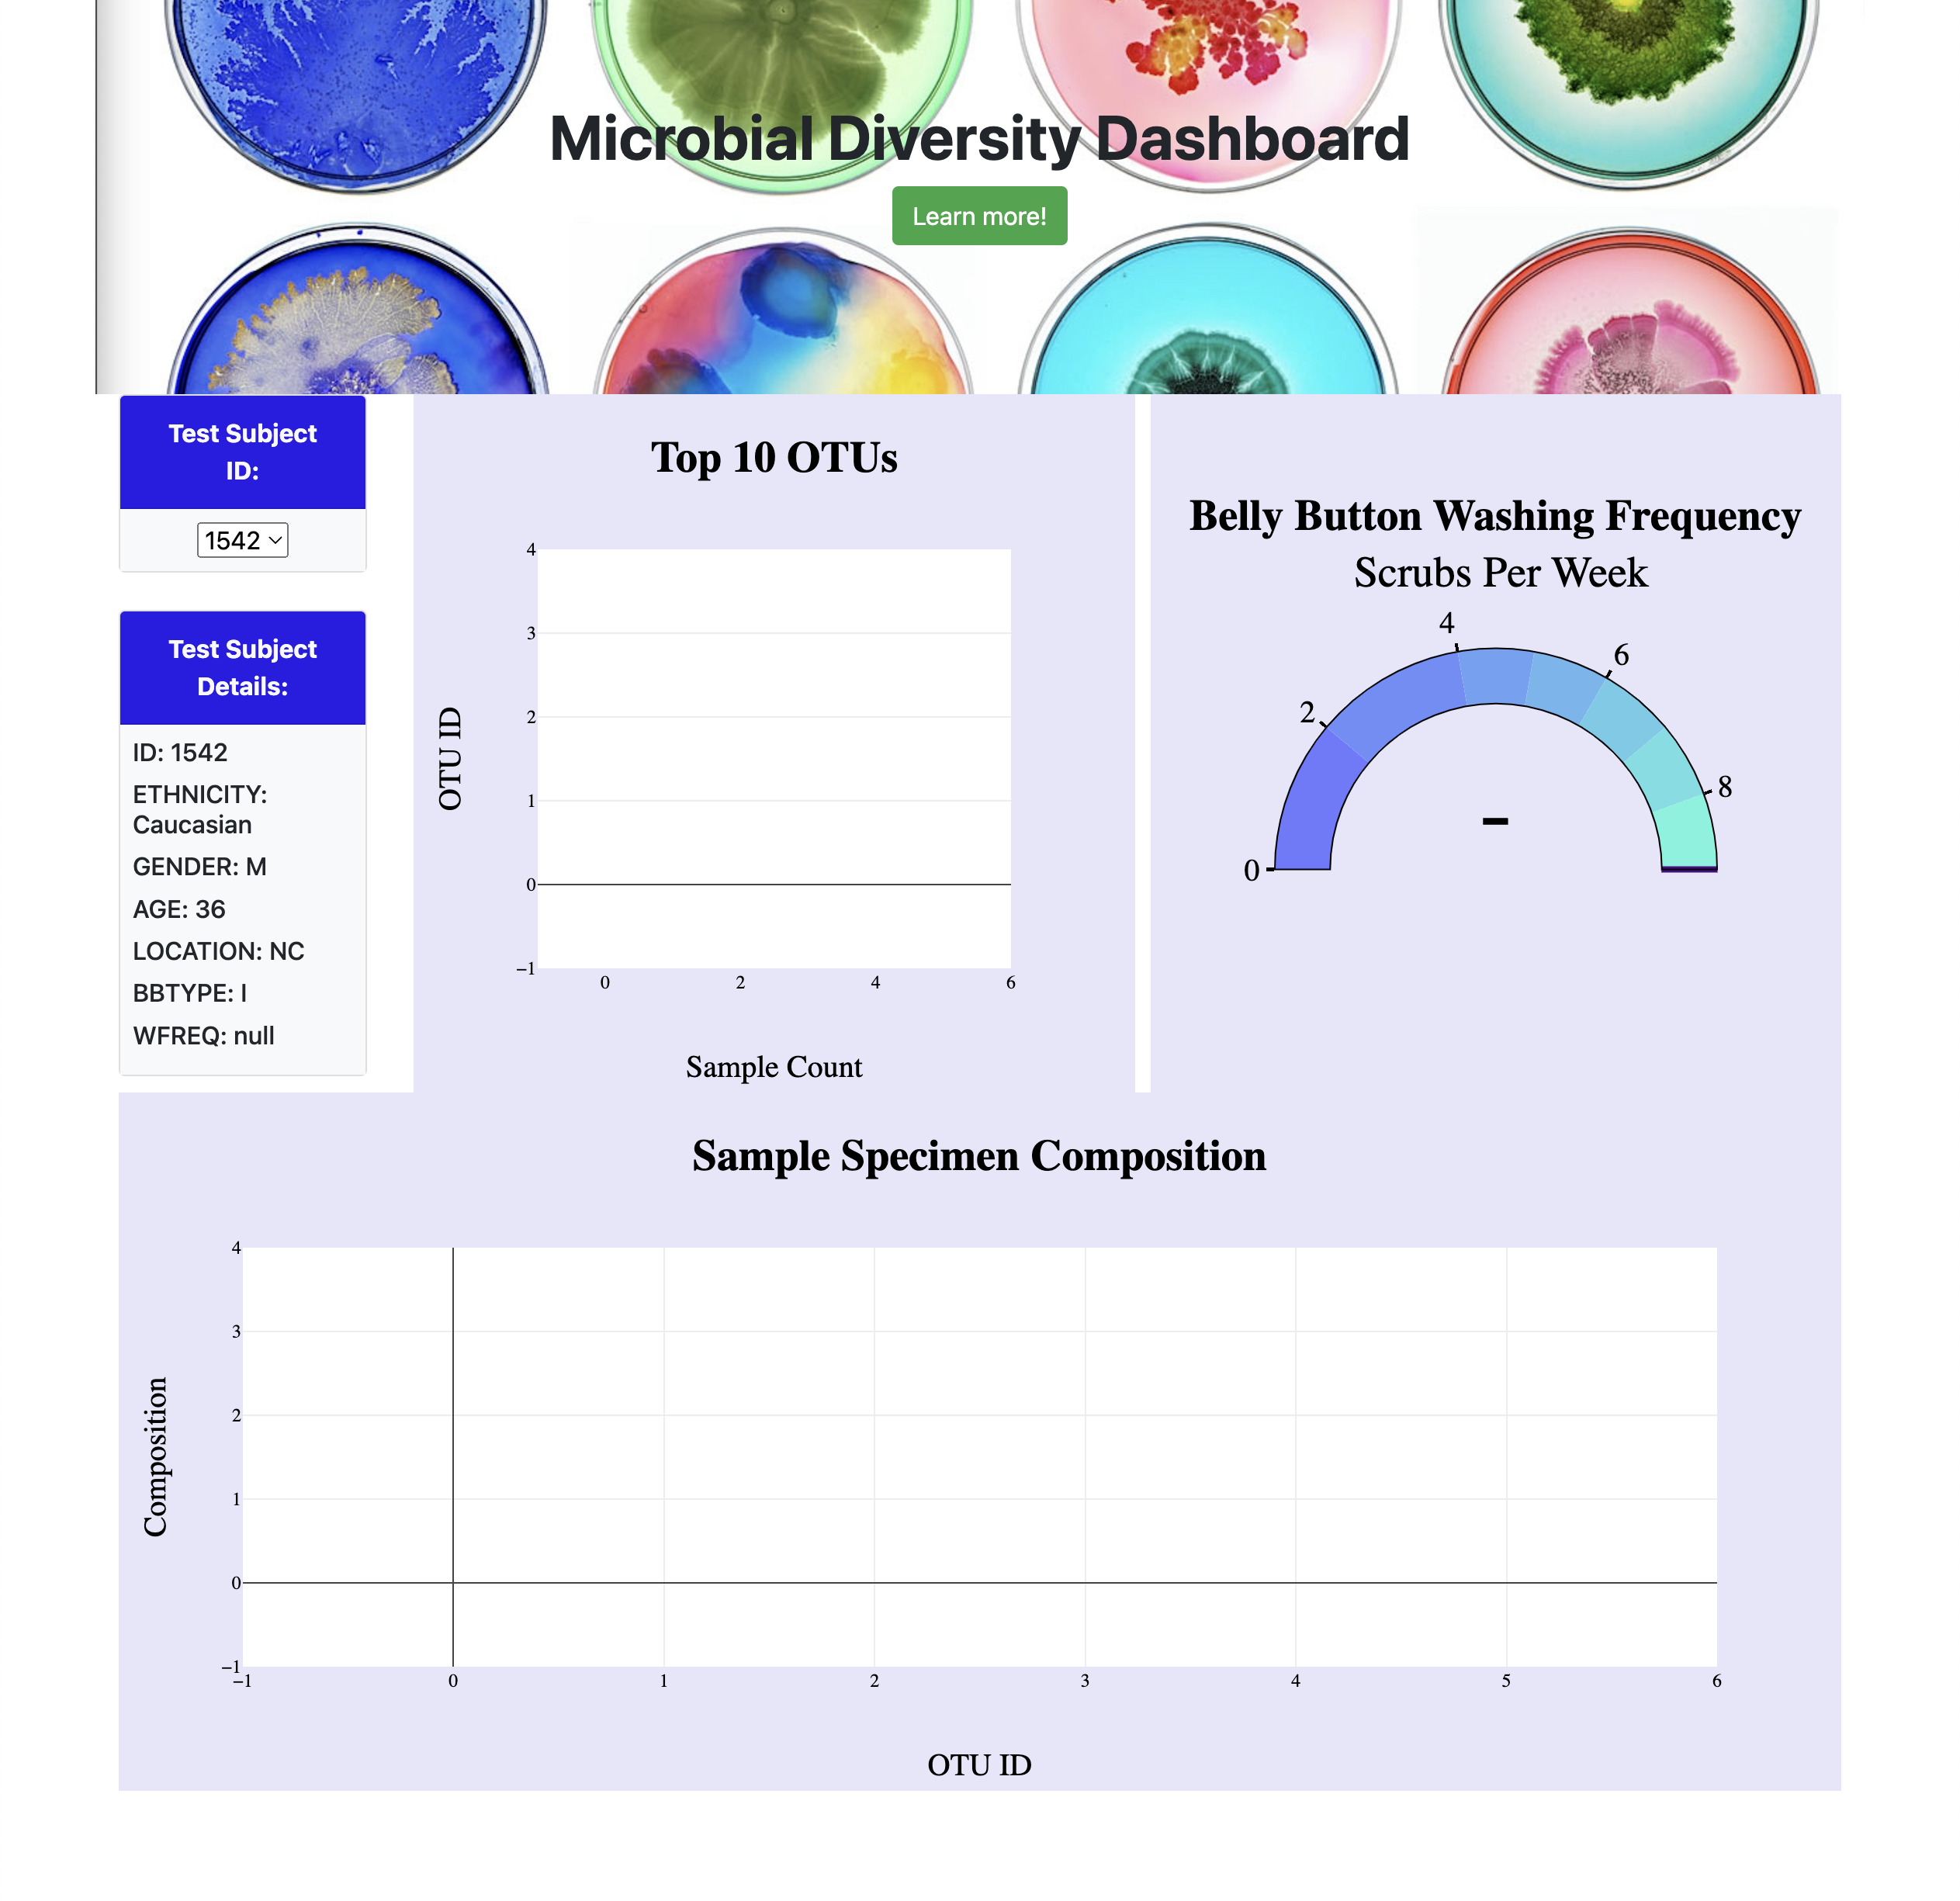 Microbial Diversity Dashboard
Learn more!
Test Subject
ID:
1542
Test Subject
Details:
ID: 1542
ETHNICITY:
Caucasian
GENDER: M
AGE: 36
LOCATION: NC
BBTYPE: I
WFREQ: null
Top 10 OTUs
OTU ID
4
3
2
1
0
−1
0 2 4 6
Sample Count
Belly Button Washing Frequency
Scrubs Per Week
0
2
4
6
8
-
Sample Specimen Composition
Composition
4
3
2
1
0
−1
−1 0 1 2 3 4 5 6
OTU ID